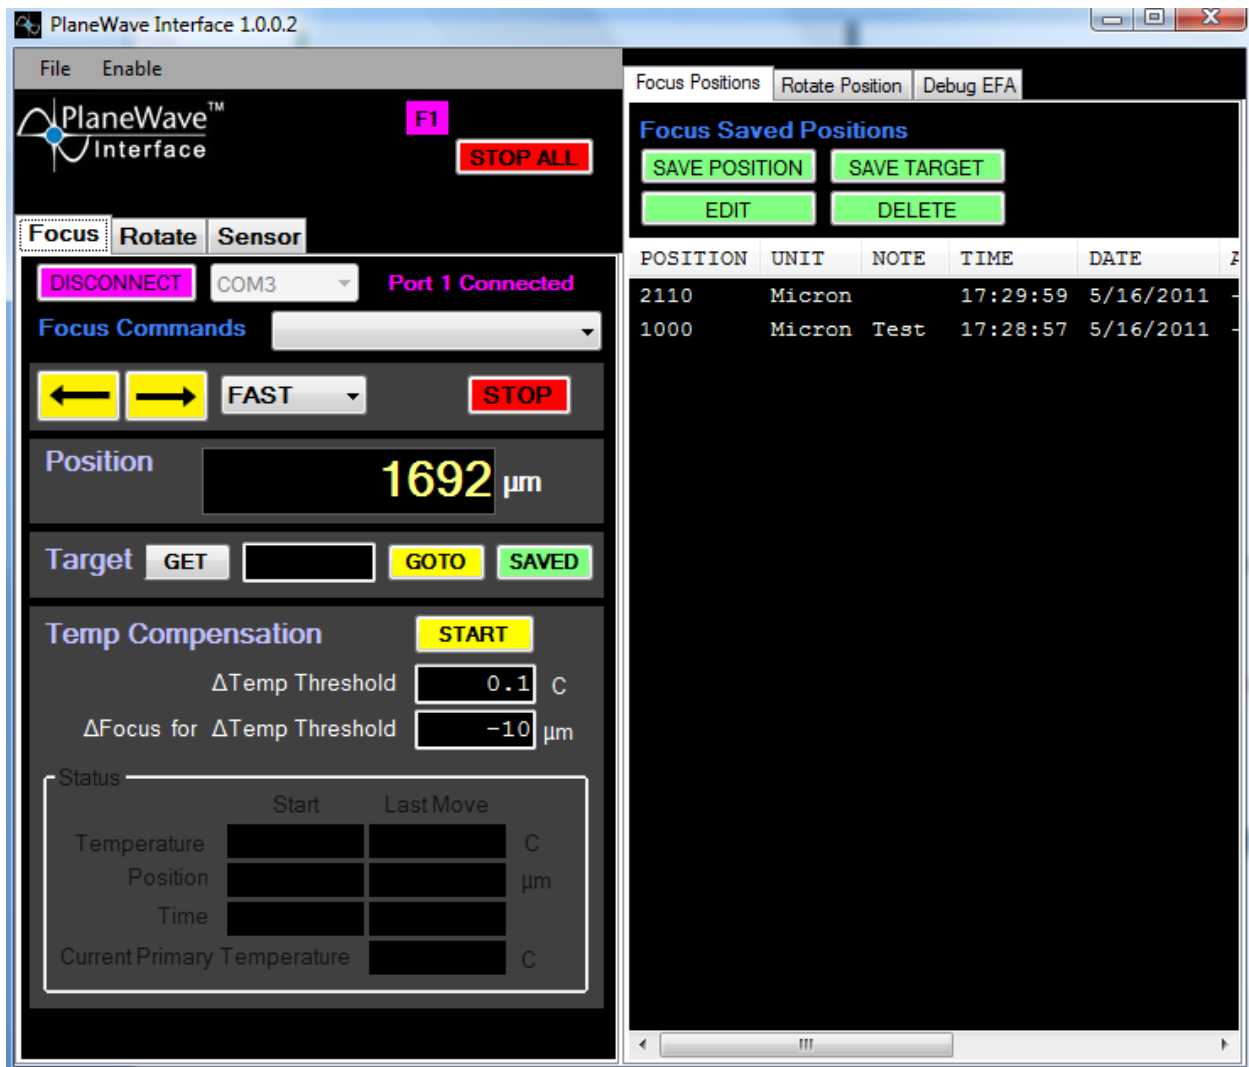 PlaneWave Interface 1.0.0.2
File Enable
PlaneWave™
Interface
F1
STOP ALL
Focus Rotate Sensor
DISCONNECT COM3 Port 1 Connected
Focus Commands
FAST STOP
Position 1692 µm
Target GET GOTO SAVED
Temp Compensation START
ΔTemp Threshold 0.1 C
ΔFocus for ΔTemp Threshold -10 µm
Status
Start Last Move
Temperature C
Position µm
Time
Current Primary Temperature C
Focus Positions Rotate Position Debug EFA
Focus Saved Positions
SAVE POSITION SAVE TARGET
EDIT DELETE
POSITION UNIT NOTE TIME DATE
2110 Micron 17:29:59 5/16/2011 -
1000 Micron Test 17:28:57 5/16/2011 -